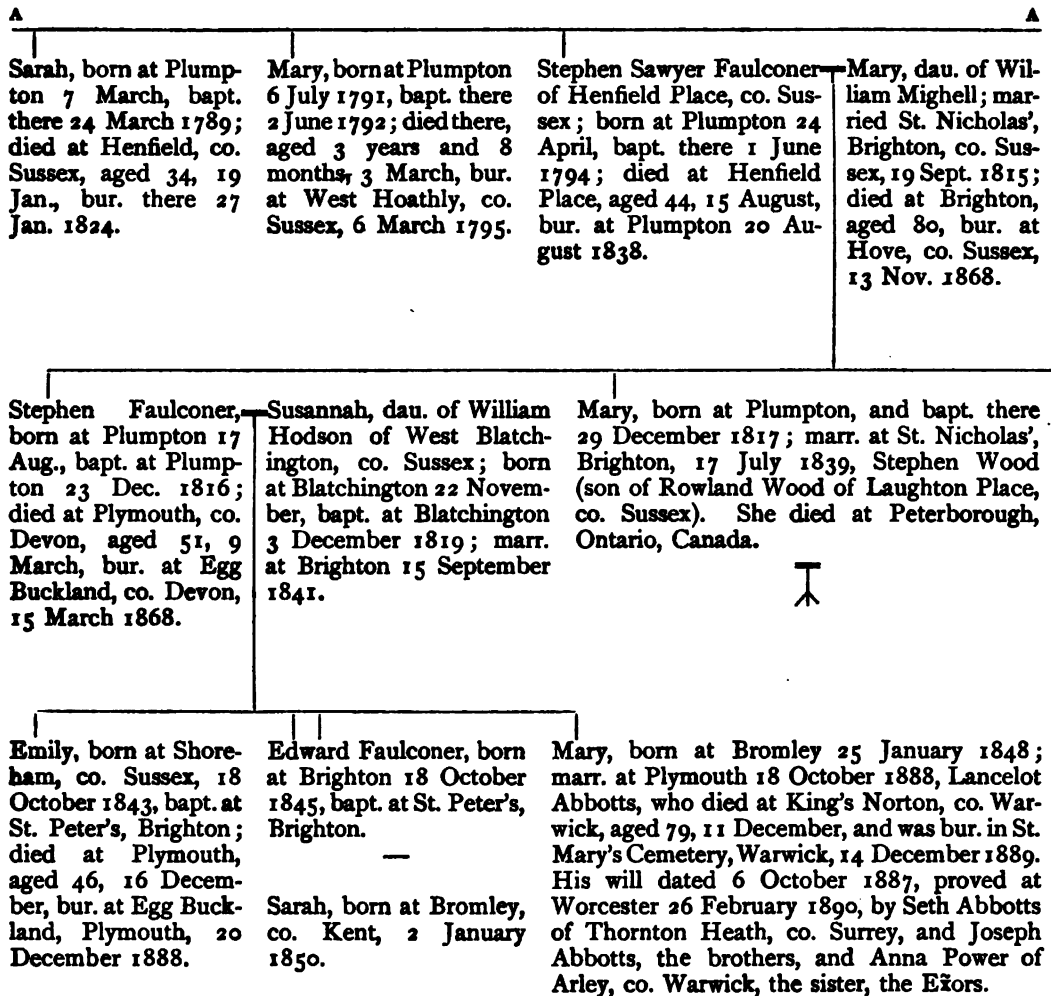 A A
Sarah, born at Plump-
ton 7 March, bapt.
there 24 March 1789;
died at Henfield, co.
Sussex, aged 34, 19
Jan., bur. there 27
Jan. 1824.
Mary, born at Plumpton
6 July 1791, bapt. there
2 June 1792; died there,
aged 3 years and 8
months, 3 March, bur.
at West Hoathly, co.
Sussex, 6 March 1795.
Stephen Sawyer Faulconer
of Henfield Place, co. Sus-
sex; born at Plumpton 24
April, bapt. there 1 June
1794; died at Henfield
Place, aged 44, 15 August,
bur. at Plumpton 20 Au-
gust 1838.
Mary, dau. of Wil-
liam Mighell; mar-
ried St. Nicholas',
Brighton, co. Sus-
sex, 19 Sept. 1815;
died at Brighton,
aged 80, bur. at
Hove, co. Sussex,
13 Nov. 1868.
Stephen Faulconer,
born at Plumpton 17
Aug., bapt. at Plump-
ton 23 Dec. 1816;
died at Plymouth, co.
Devon, aged 51, 9
March, bur. at Egg
Buckland, co. Devon,
15 March 1868.
Susannah, dau. of William
Hodson of West Blatch-
ington, co. Sussex; born
at Blatchington 22 Novem-
ber, bapt. at Blatchington
3 December 1819; marr.
at Brighton 15 September
1841.
Mary, born at Plumpton, and bapt. there
29 December 1817; marr. at St. Nicholas',
Brighton, 17 July 1839, Stephen Wood
(son of Rowland Wood of Laughton Place,
co. Sussex). She died at Peterborough,
Ontario, Canada.
Emily, born at Shore-
ham, co. Sussex, 18
October 1843, bapt. at
St. Peter's, Brighton;
died at Plymouth,
aged 46, 16 Decem-
ber, bur. at Egg Buck-
land, Plymouth, 20
December 1888.
Edward Faulconer, born
at Brighton 18 October
1845, bapt. at St. Peter's,
Brighton.
—
Sarah, born at Bromley,
co. Kent, 2 January
1850.
Mary, born at Bromley 25 January 1848;
marr. at Plymouth 18 October 1888, Lancelot
Abbotts, who died at King's Norton, co. War-
wick, aged 79, 11 December, and was bur. in St.
Mary's Cemetery, Warwick, 14 December 1889.
His will dated 6 October 1887, proved at
Worcester 26 February 1890, by Seth Abbotts
of Thornton Heath, co. Surrey, and Joseph
Abbotts, the brothers, and Anna Power of
Arley, co. Warwick, the sister, the Ex̃ors.